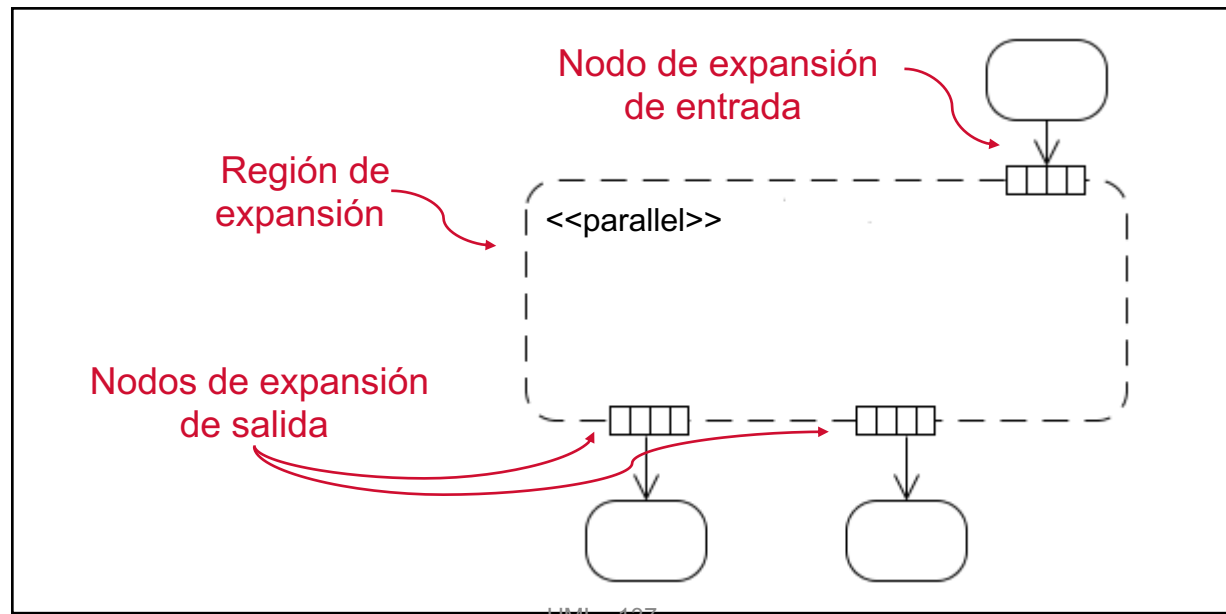 Nodo de expansión
de entrada
Región de
expansión
<<parallel>>
Nodos de expansión
de salida